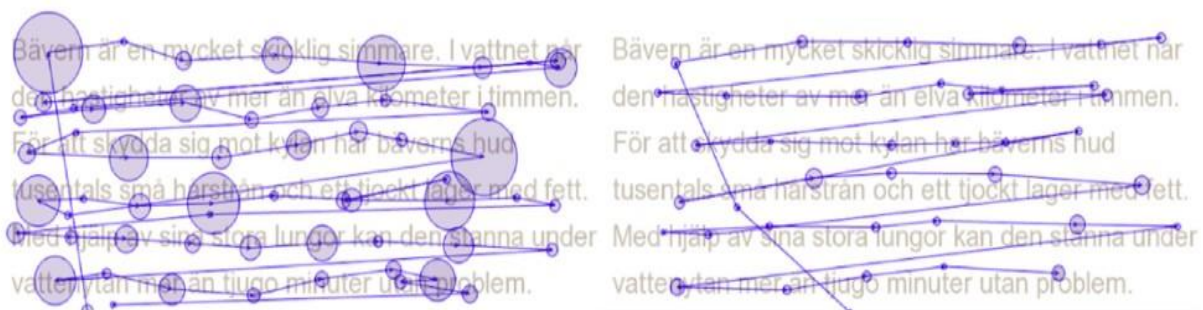 Bävern är en mycket skicklig simmare. I vattnet når
den hastigheter av mer än elva kilometer i timmen.
För att skydda sig mot kylan har bäverns hud
tusentals små hårstrån och ett tjockt lager med fett.
Med hjälp av sina stora lungor kan den stanna under
vattenytan mer än tjugo minuter utan problem.
Bävern är en mycket skicklig simmare. I vattnet når
den hastigheter av mer än elva kilometer i timmen.
För att skydda sig mot kylan har bäverns hud
tusentals små hårstrån och ett tjockt lager med fett.
Med hjälp av sina stora lungor kan den stanna under
vattenytan mer än tjugo minuter utan problem.